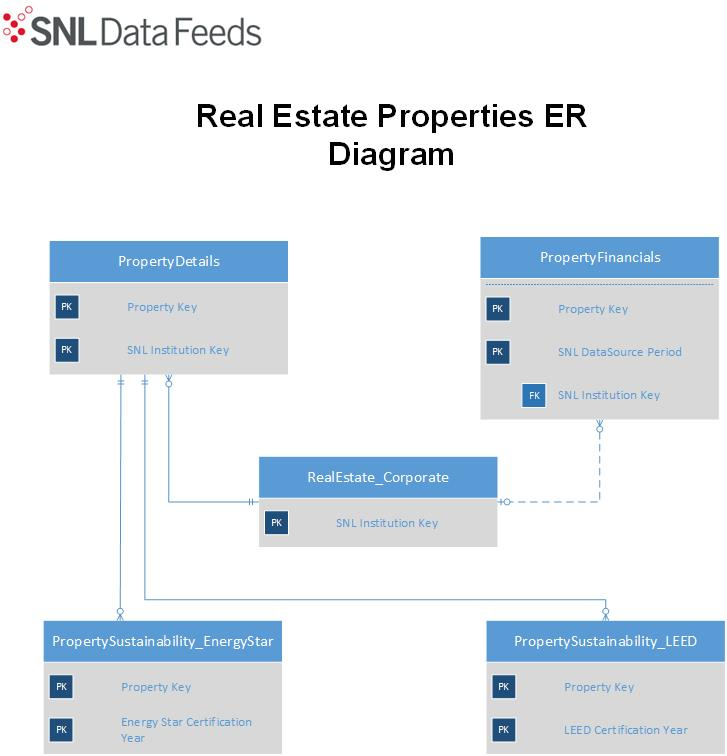 SNL Data Feeds
Real Estate Properties ER
Diagram
PropertyDetails
PK Property Key
PK SNL Institution Key
PropertyFinancials
PK Property Key
PK SNL DataSource Period
FK SNL Institution Key
RealEstate_Corporate
PK SNL Institution Key
PropertySustainability_EnergyStar
PK Property Key
PK Energy Star Certification
Year
PropertySustainability_LEED
PK Property Key
PK LEED Certification Year